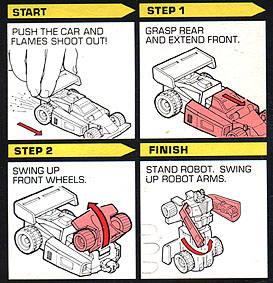 START
PUSH THE CAR AND
FLAMES SHOOT OUT!
STEP 1
GRASP REAR
AND EXTEND FRONT.
STEP 2
SWING UP
FRONT WHEELS.
FINISH
STAND ROBOT. SWING
UP ROBOT ARMS.